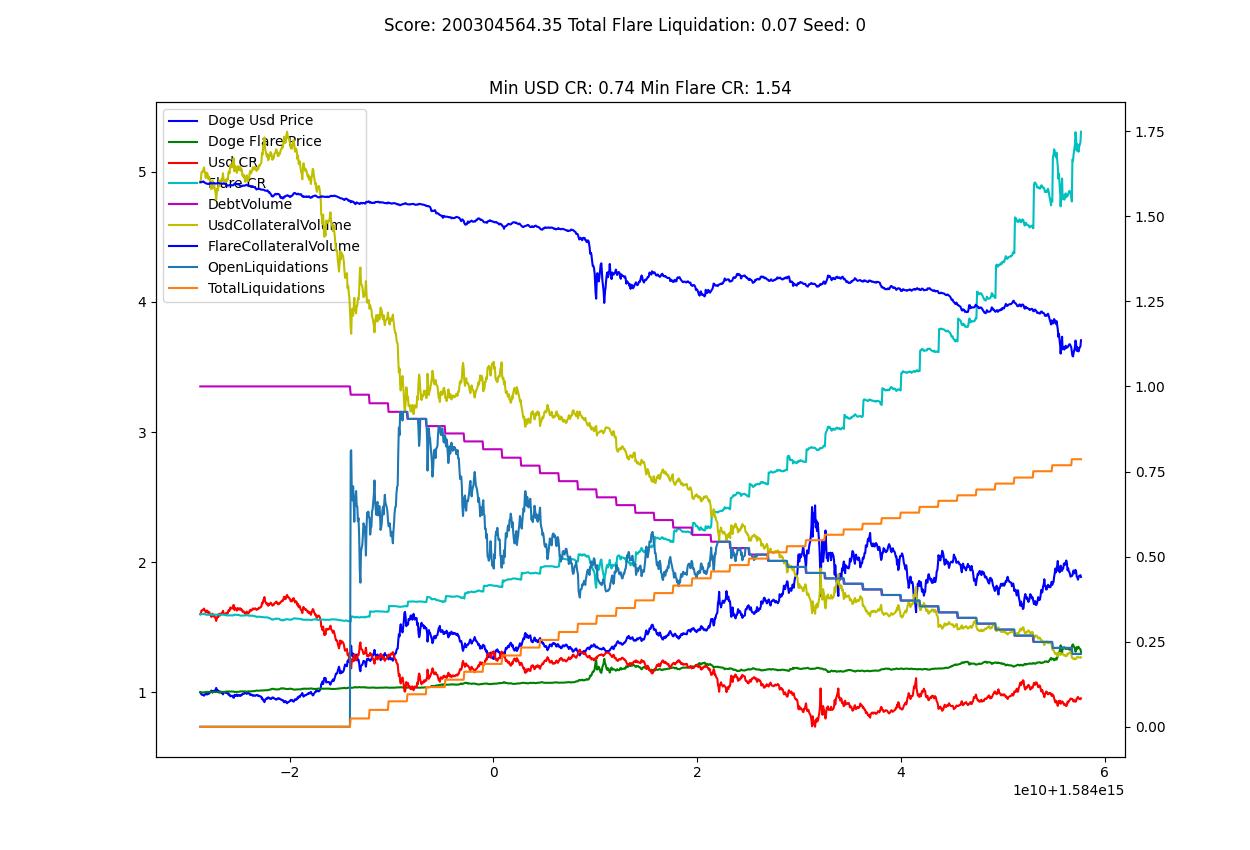 Score: 200304564.35 Total Flare Liquidation: 0.07 Seed: 0
Min USD CR: 0.74 Min Flare CR: 1.54
Doge Usd Price
Doge Flare Price
Usd CR
Flare CR
DebtVolume
UsdCollateralVolume
FlareCollateralVolume
OpenLiquidations
TotalLiquidations
5
4
3
2
1
1.75
1.50
1.25
1.00
0.75
0.50
0.25
0.00
−2
0
2
4
6
1e10+1.584e15